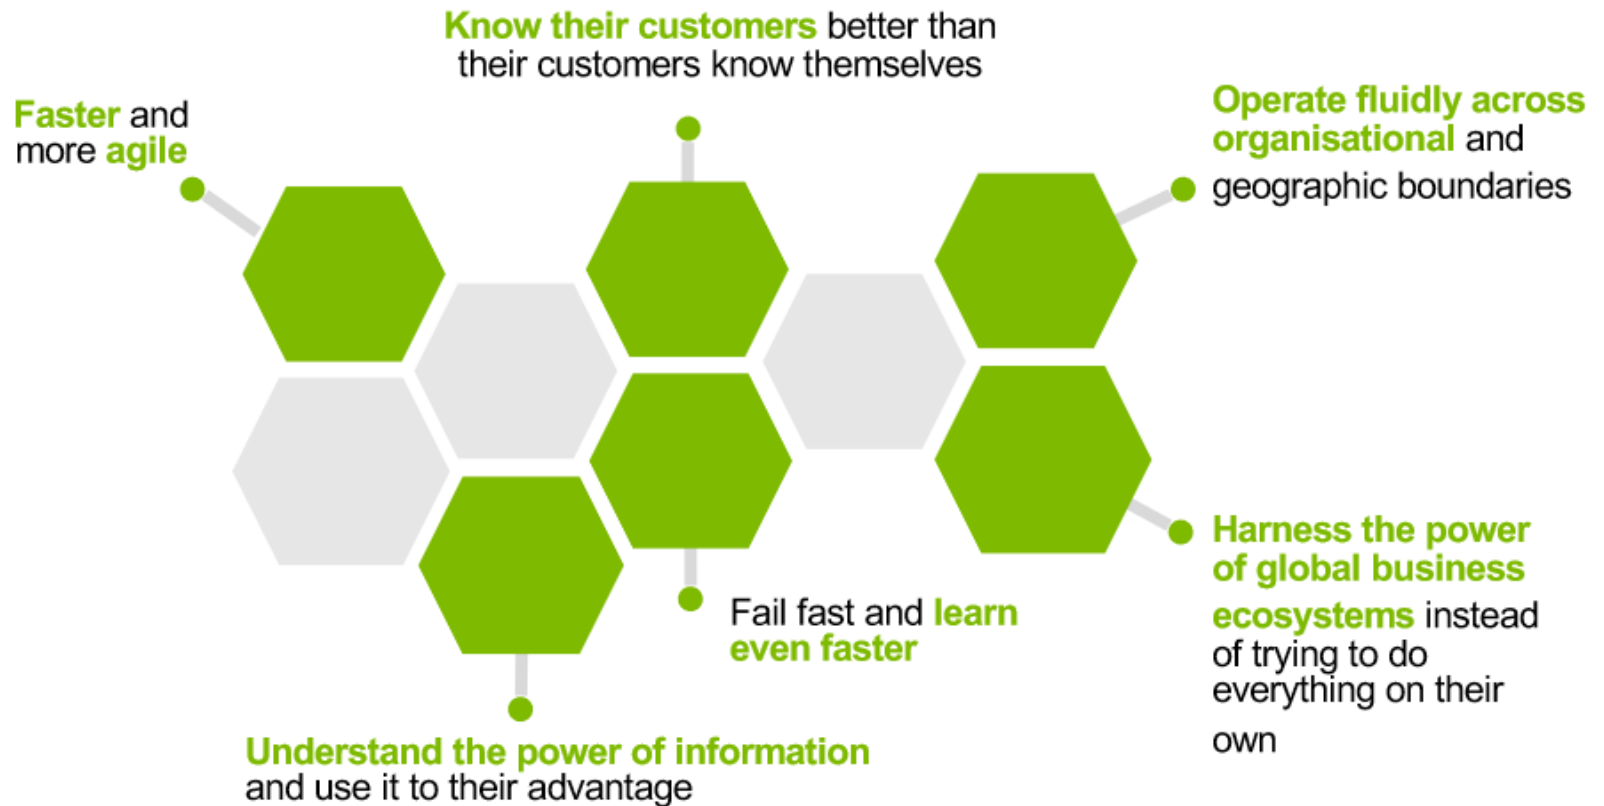 Know their customers better than
their customers know themselves
Faster and
more agile
Operate fluidly across
organisational and
geographic boundaries
Harness the power
of global business
ecosystems instead
of trying to do
everything on their
own
Fail fast and learn
even faster
Understand the power of information
and use it to their advantage